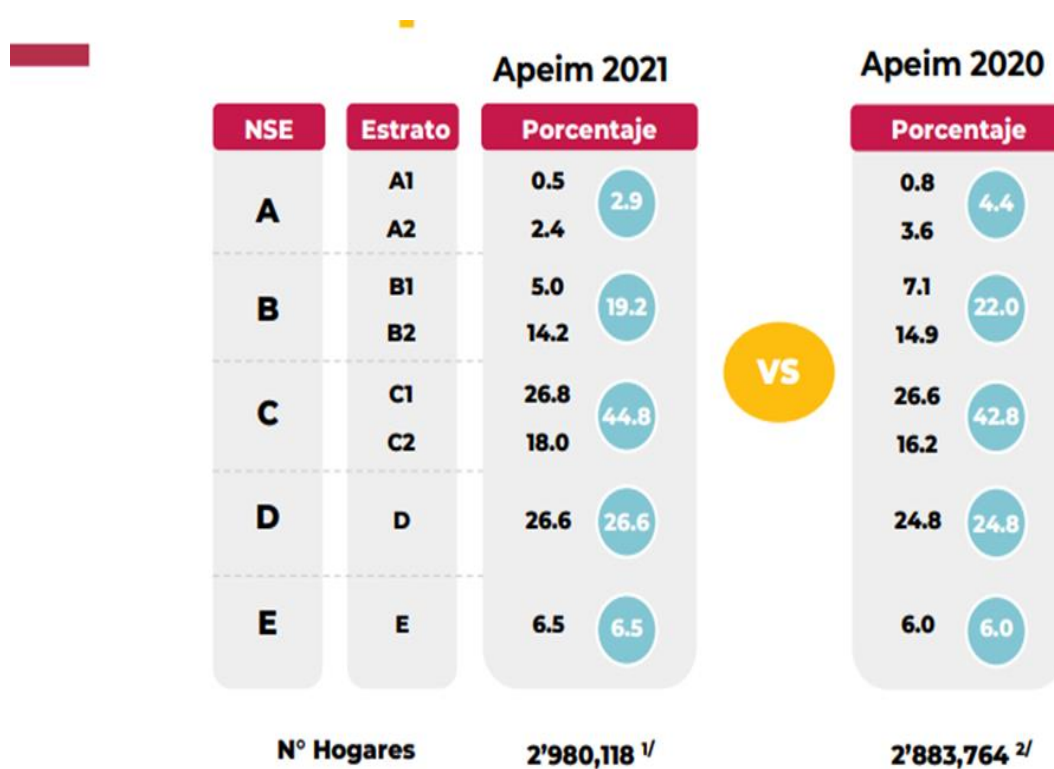 Apeim 2021 Apeim 2020
NSE Estrato Porcentaje Porcentaje
A1 0.5 0.8
A 2.9 4.4
A2 2.4 3.6
B1 5.0 7.1
B 19.2 22.0
B2 14.2 14.9
VS
C1 26.8 26.6
C 44.8 42.8
C2 18.0 16.2
D D 26.6 26.6 24.8 24.8
E E 6.5 6.5 6.0 6.0
N° Hogares 2'980,118 1/ 2'883,764 2/